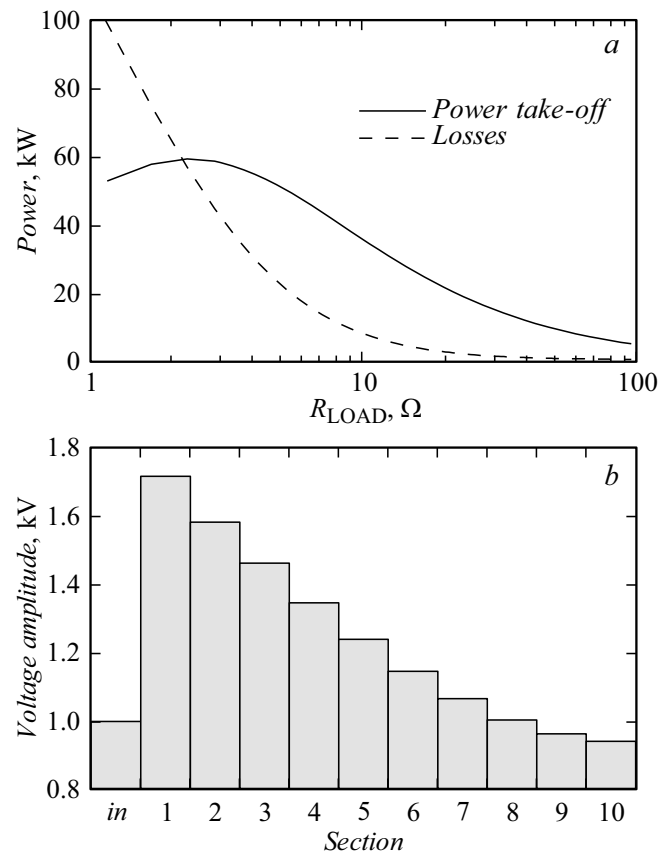 100
80
60
40
20
0
Power, kW
a
Power take-off
Losses
1
10
100
R_LOAD, Ω
1.8
1.6
1.4
1.2
1.0
0.8
Voltage amplitude, kV
b
in 1 2 3 4 5 6 7 8 9 10
Section